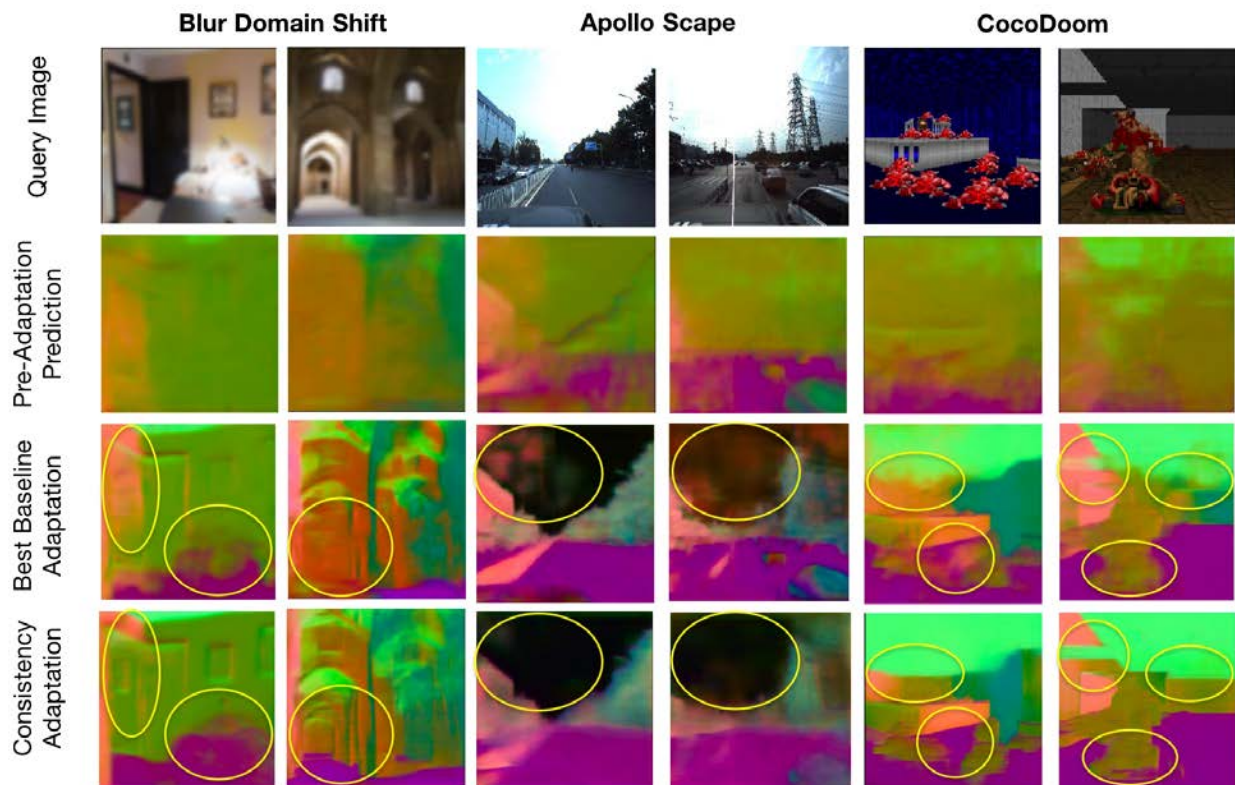 Blur Domain Shift
Apollo Scape
CocoDoom
Query Image
Pre-Adaptation
Prediction
Best Baseline
Adaptation
Consistency
Adaptation